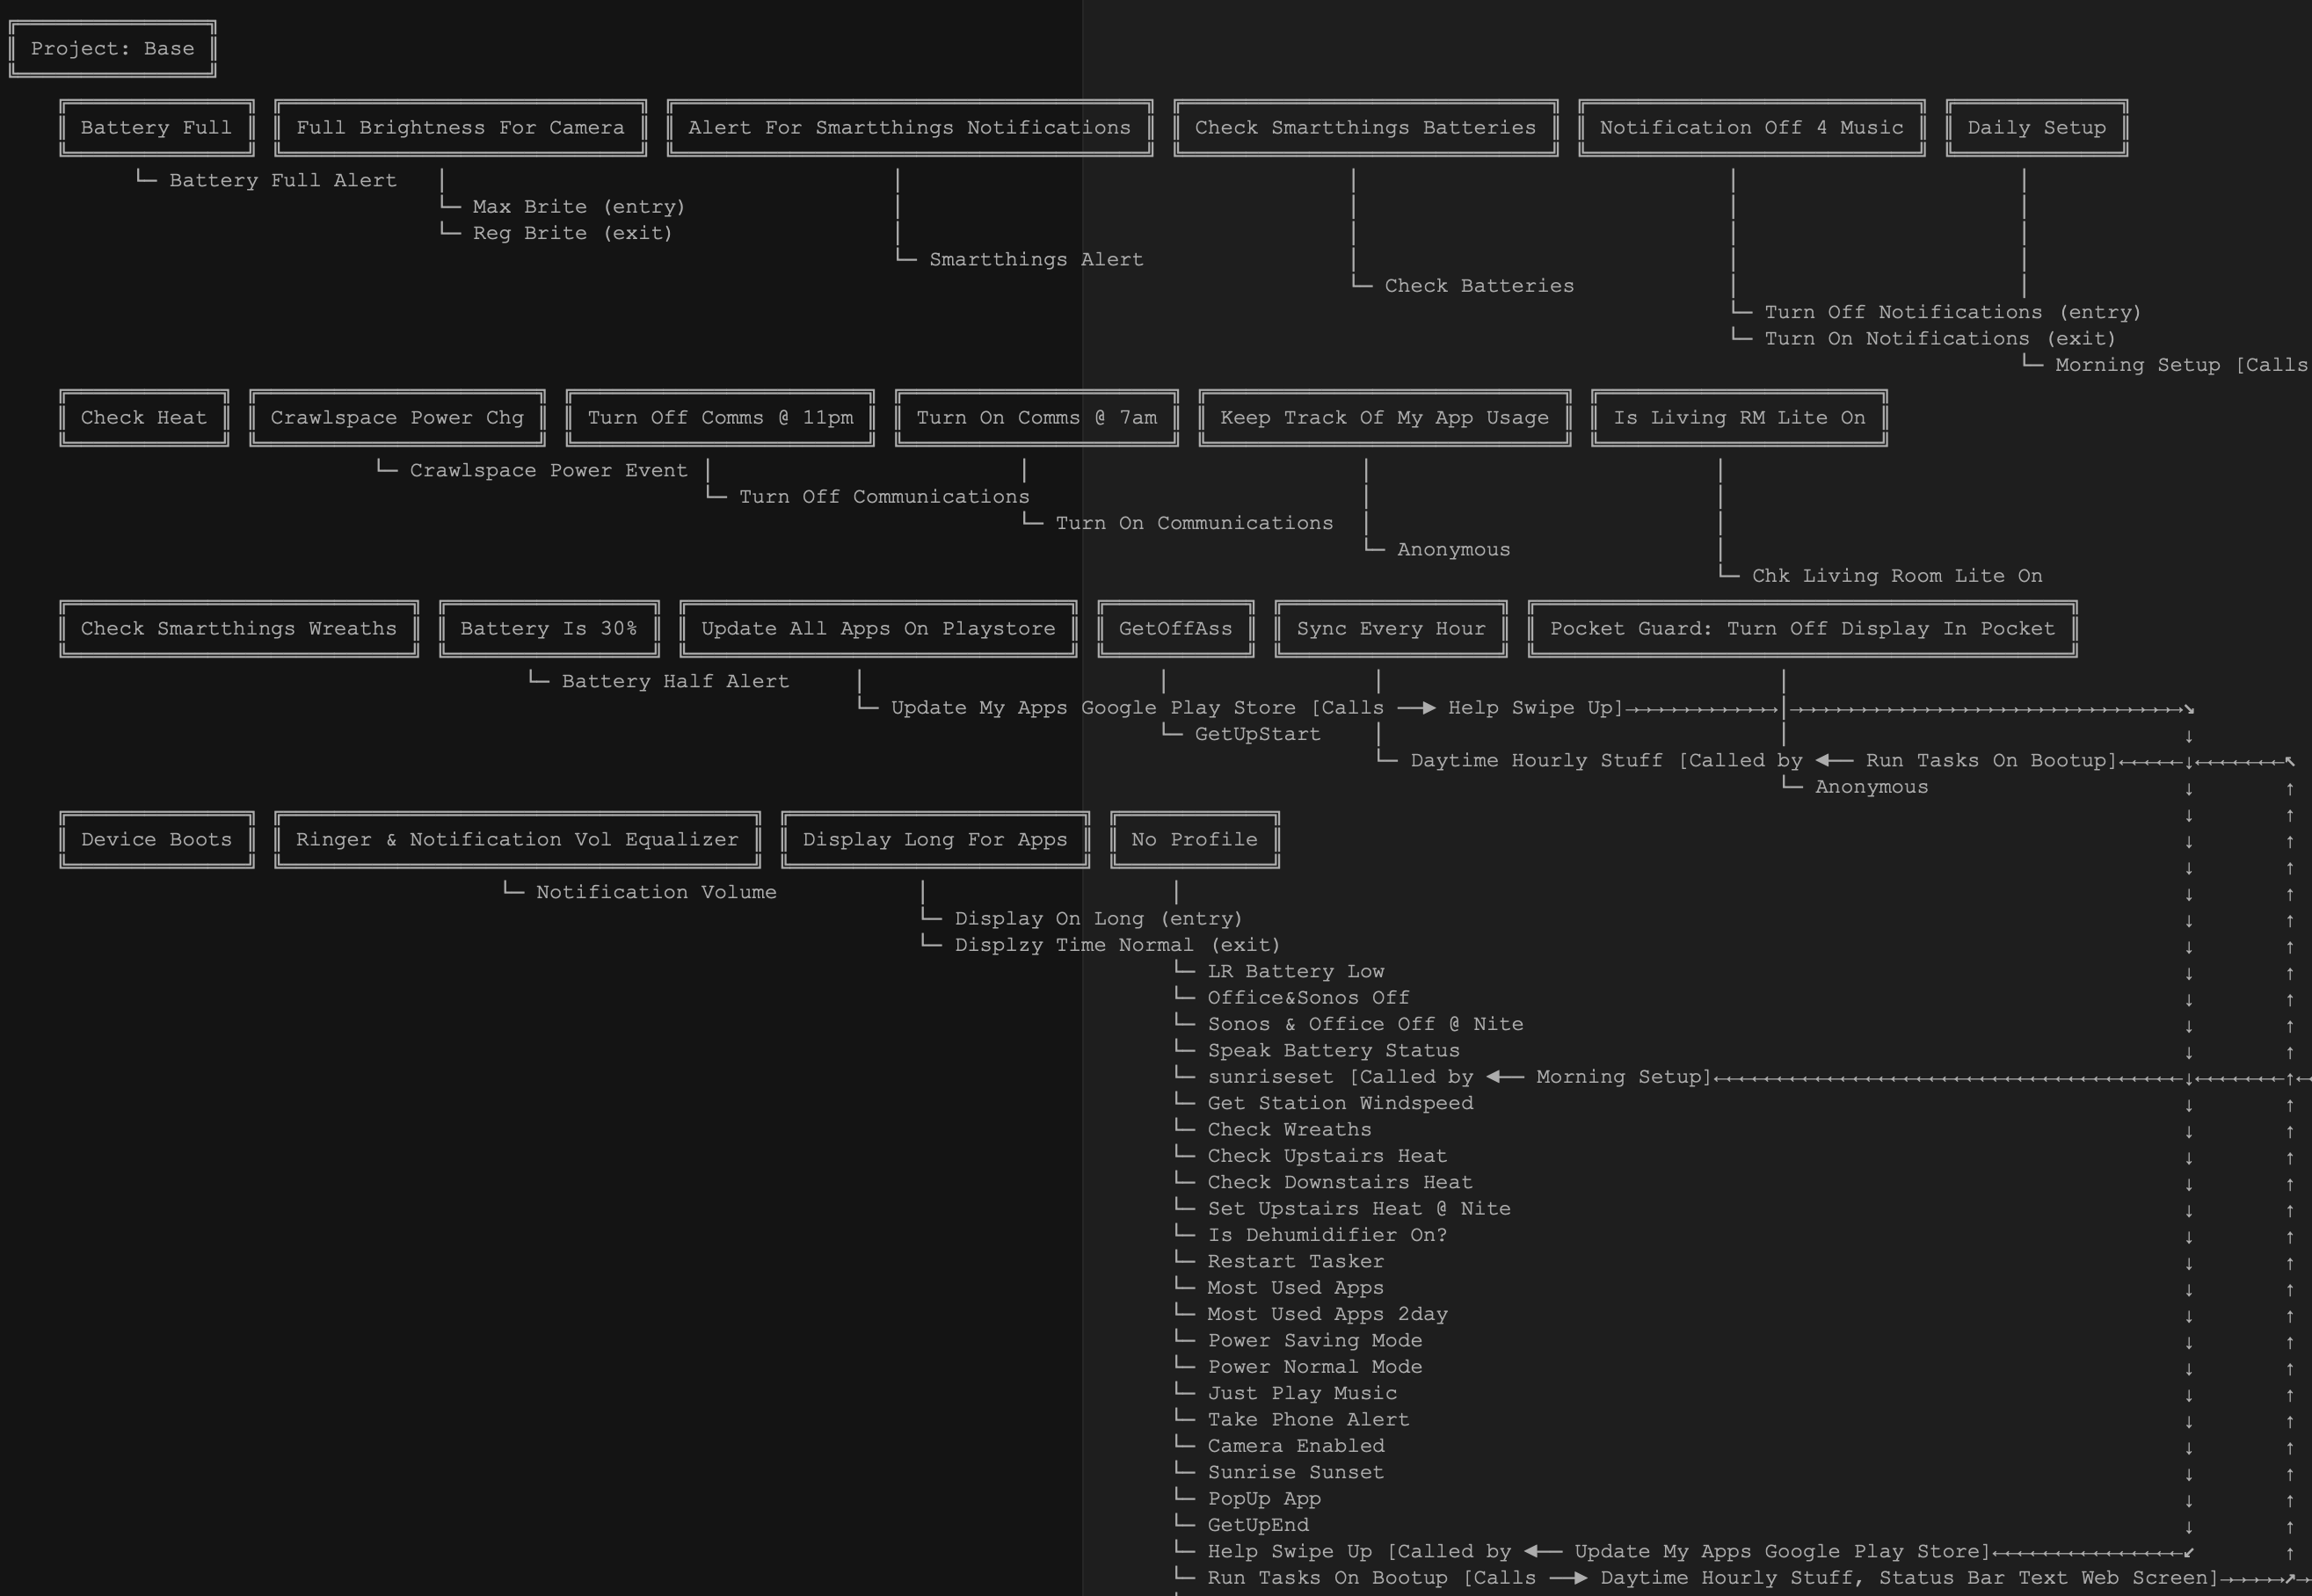 Project: Base
Battery Full Full Brightness For Camera Alert For Smartthings Notifications Check Smartthings Batteries Notification Off 4 Music Daily Setup
└─ Battery Full Alert
└─ Max Brite (entry)
└─ Reg Brite (exit)
└─ Smartthings Alert
└─ Check Batteries
└─ Turn Off Notifications (entry)
└─ Turn On Notifications (exit)
└─ Morning Setup [Calls
Check Heat Crawlspace Power Chg Turn Off Comms @ 11pm Turn On Comms @ 7am Keep Track Of My App Usage Is Living RM Lite On
└─ Crawlspace Power Event
└─ Turn Off Communications
└─ Turn On Communications
└─ Anonymous
└─ Chk Living Room Lite On
Check Smartthings Wreaths Battery Is 30% Update All Apps On Playstore GetOffAss Sync Every Hour Pocket Guard: Turn Off Display In Pocket
└─ Battery Half Alert
└─ Update My Apps Google Play Store [Calls ──▶ Help Swipe Up]
└─ GetUpStart
└─ Daytime Hourly Stuff [Called by ◄── Run Tasks On Bootup]
└─ Anonymous
Device Boots Ringer & Notification Vol Equalizer Display Long For Apps No Profile
└─ Notification Volume
└─ Display On Long (entry)
└─ Displzy Time Normal (exit)
└─ LR Battery Low
└─ Office&Sonos Off
└─ Sonos & Office Off @ Nite
└─ Speak Battery Status
└─ sunriseset [Called by ◄── Morning Setup]
└─ Get Station Windspeed
└─ Check Wreaths
└─ Check Upstairs Heat
└─ Check Downstairs Heat
└─ Set Upstairs Heat @ Nite
└─ Is Dehumidifier On?
└─ Restart Tasker
└─ Most Used Apps
└─ Most Used Apps 2day
└─ Power Saving Mode
└─ Power Normal Mode
└─ Just Play Music
└─ Take Phone Alert
└─ Camera Enabled
└─ Sunrise Sunset
└─ PopUp App
└─ GetUpEnd
└─ Help Swipe Up [Called by ◄── Update My Apps Google Play Store]
└─ Run Tasks On Bootup [Calls ──▶ Daytime Hourly Stuff, Status Bar Text Web Screen]